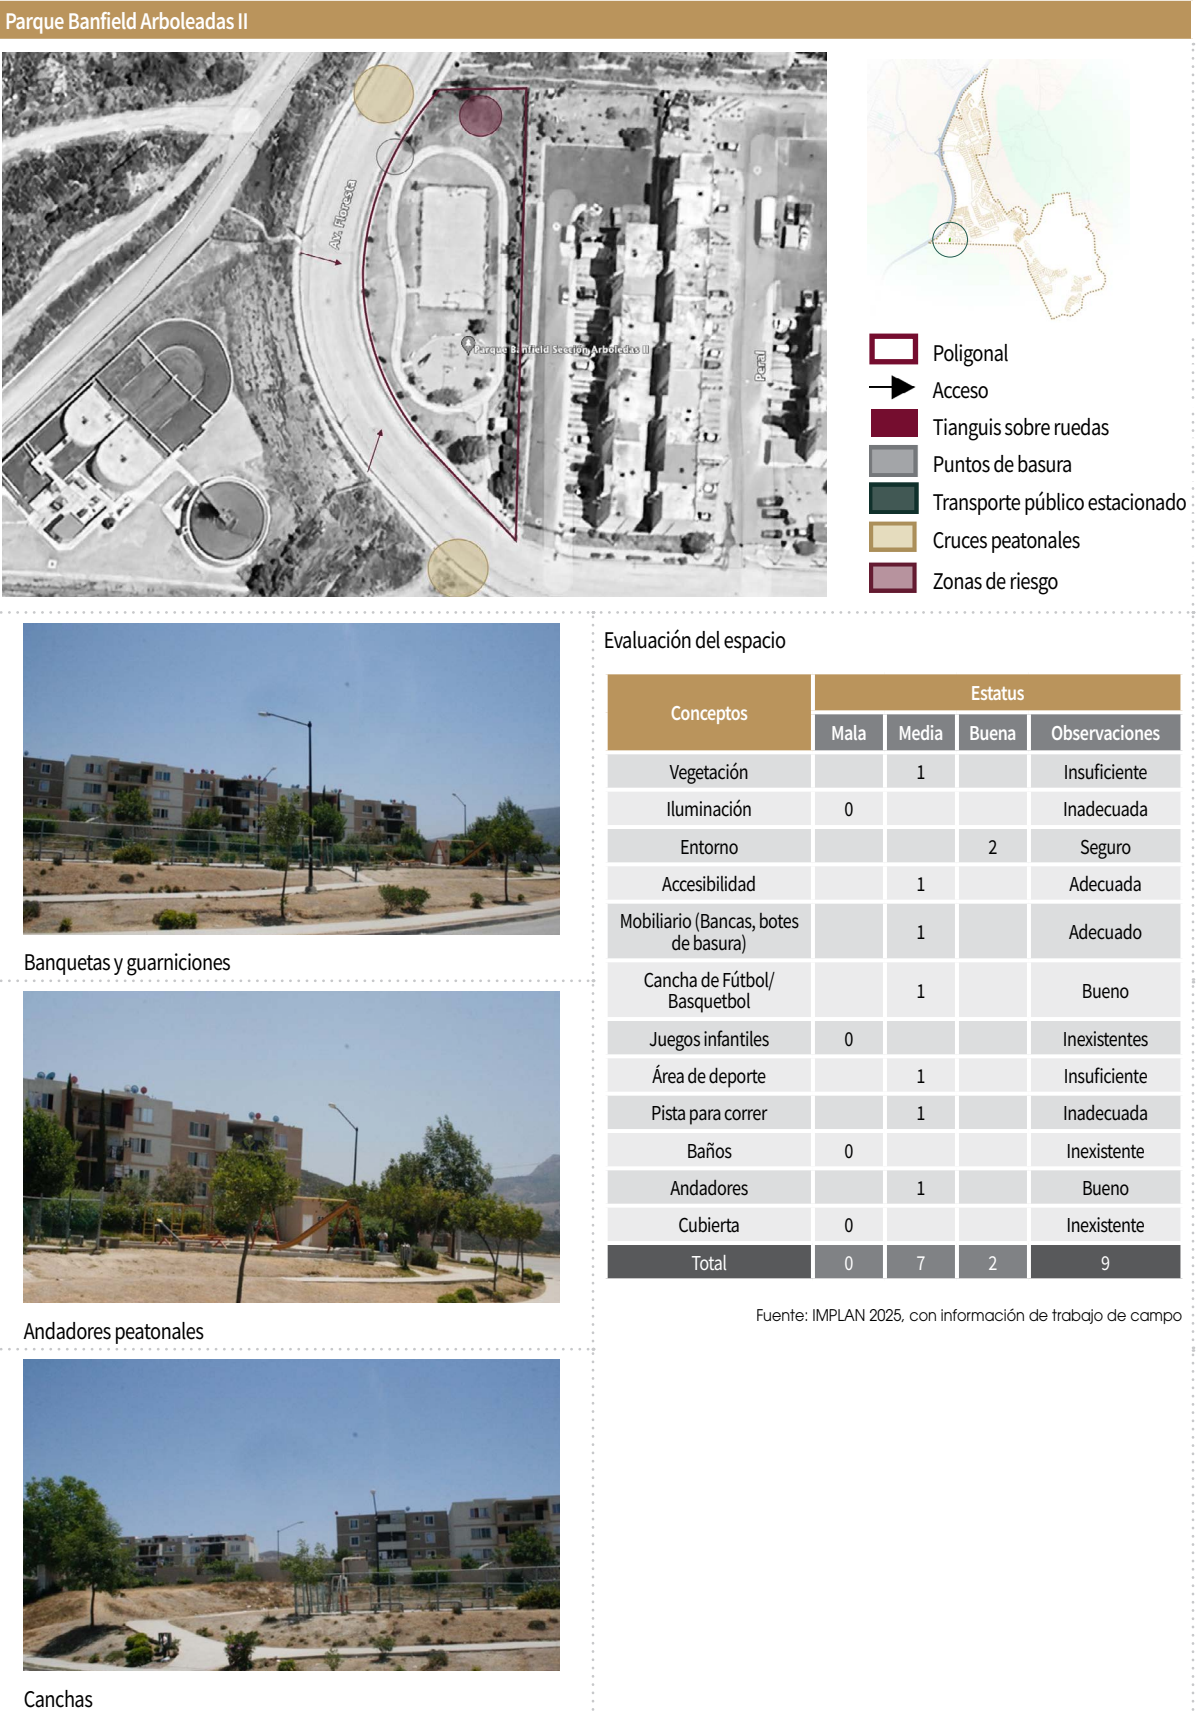 Parque Banfield Arboleadas II
Av. Floresta
Parque Banfield Sección Arboledas II
Peral
Poligonal
Acceso
Tianguis sobre ruedas
Puntos de basura
Transporte público estacionado
Cruces peatonales
Zonas de riesgo
Banquetas y guarniciones
Andadores peatonales
Canchas
Evaluación del espacio
Conceptos Estatus
Mala Media Buena Observaciones
Vegetación 1 Insuficiente
Iluminación 0 Inadecuada
Entorno 2 Seguro
Accesibilidad 1 Adecuada
Mobiliario (Bancas, botes
de basura) 1 Adecuado
Cancha de Fútbol/
Basquetbol 1 Bueno
Juegos infantiles 0 Inexistentes
Área de deporte 1 Insuficiente
Pista para correr 1 Inadecuada
Baños 0 Inexistente
Andadores 1 Bueno
Cubierta 0 Inexistente
Total 0 7 2 9
Fuente: IMPLAN 2025, con información de trabajo de campo